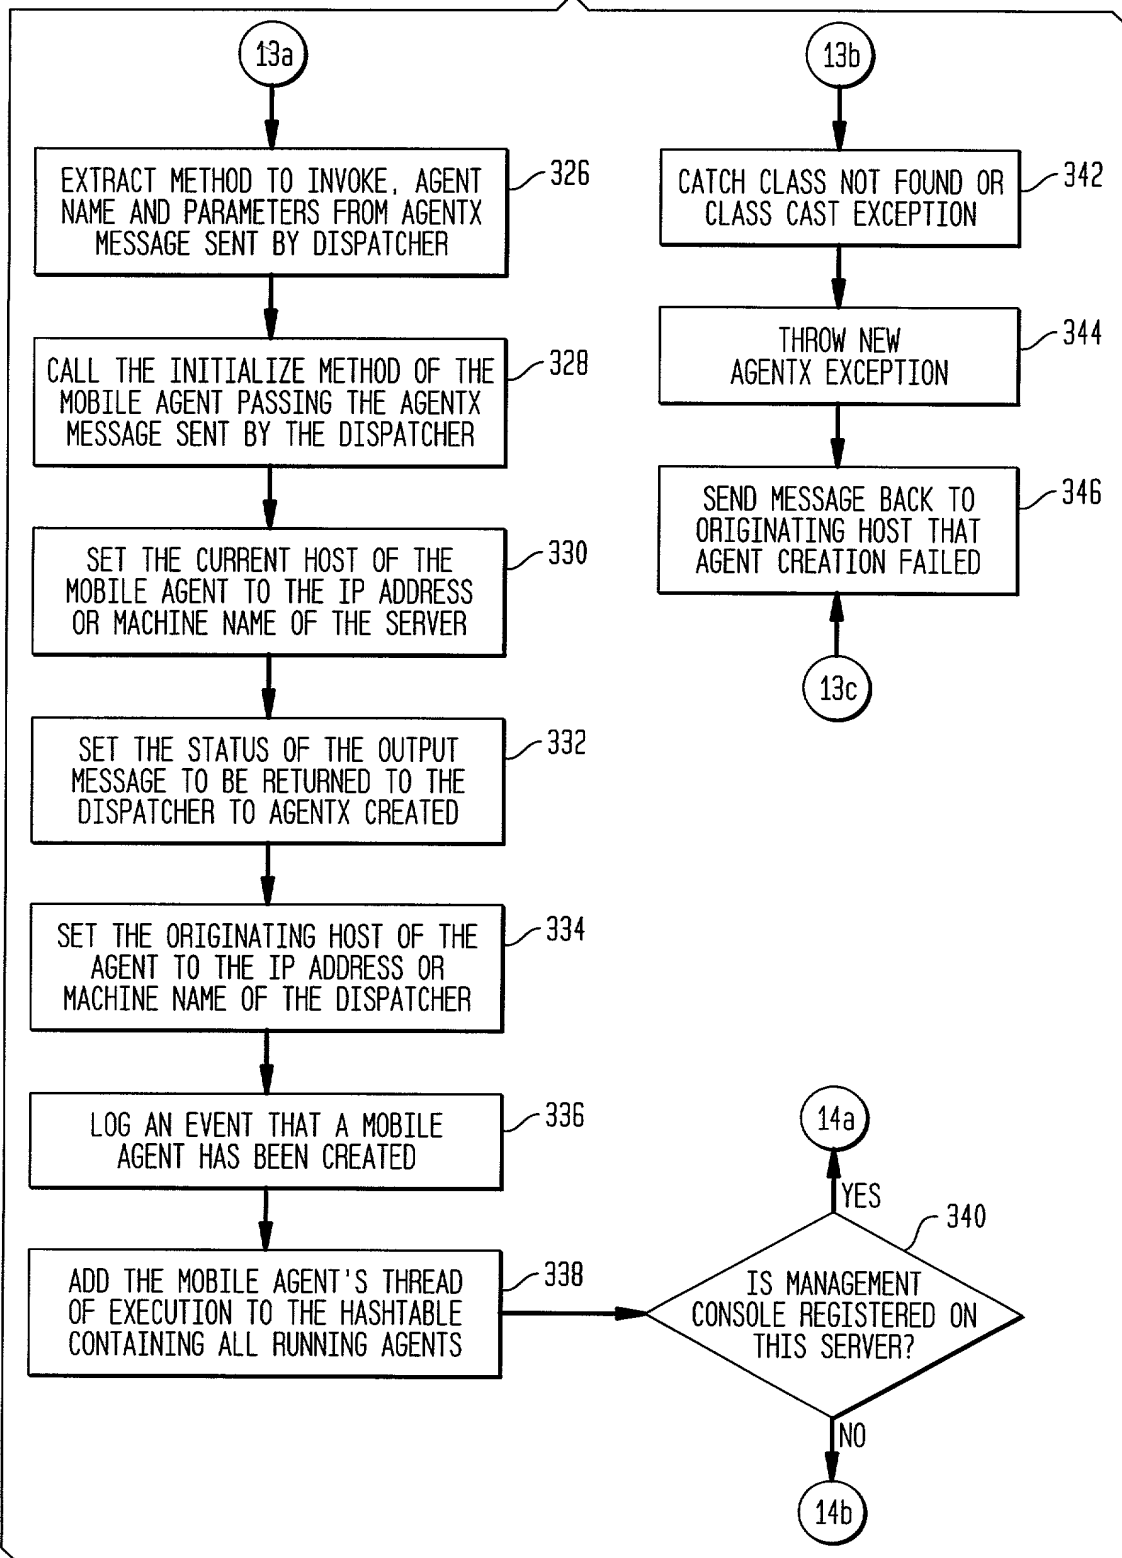 13a
EXTRACT METHOD TO INVOKE, AGENT
NAME AND PARAMETERS FROM AGENTX
MESSAGE SENT BY DISPATCHER
326
CALL THE INITIALIZE METHOD OF THE
MOBILE AGENT PASSING THE AGENTX
MESSAGE SENT BY THE DISPATCHER
328
SET THE CURRENT HOST OF THE
MOBILE AGENT TO THE IP ADDRESS
OR MACHINE NAME OF THE SERVER
330
SET THE STATUS OF THE OUTPUT
MESSAGE TO BE RETURNED TO THE
DISPATCHER TO AGENTX CREATED
332
SET THE ORIGINATING HOST OF THE
AGENT TO THE IP ADDRESS OR
MACHINE NAME OF THE DISPATCHER
334
LOG AN EVENT THAT A MOBILE
AGENT HAS BEEN CREATED
336
ADD THE MOBILE AGENT'S THREAD
OF EXECUTION TO THE HASHTABLE
CONTAINING ALL RUNNING AGENTS
338
13b
CATCH CLASS NOT FOUND OR
CLASS CAST EXCEPTION
342
THROW NEW
AGENTX EXCEPTION
344
SEND MESSAGE BACK TO
ORIGINATING HOST THAT
AGENT CREATION FAILED
346
13c
14a
YES
340
IS MANAGEMENT
CONSOLE REGISTERED ON
THIS SERVER?
NO
14b